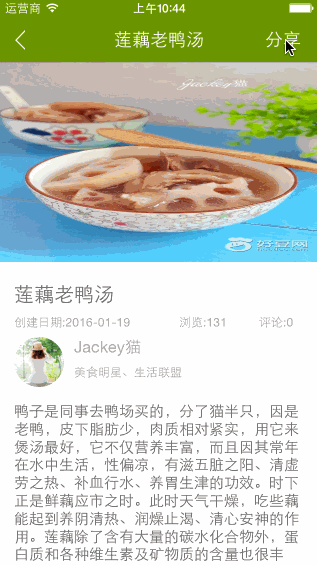 运营商
上午10:44
莲藕老鸭汤
分享
Jackey猫
好豆网
莲藕老鸭汤
创建日期:2016-01-19
浏览:131
评论:0
Jackey猫
美食明星、生活联盟
鸭子是同事去鸭场买的，分了猫半只，因是
老鸭，皮下脂肪少，肉质相对紧实，用它来
煲汤最好，它不仅营养丰富，而且因其常年
在水中生活，性偏凉，有滋五脏之阳、清虚
劳之热、补血行水、养胃生津的功效。时下
正是鲜藕应市之时。此时天气干燥，吃些藕
能起到养阴清热、润燥止渴、清心安神的作
用。莲藕除了含有大量的碳水化合物外，蛋
白质和各种维生素及矿物质的含量也很丰